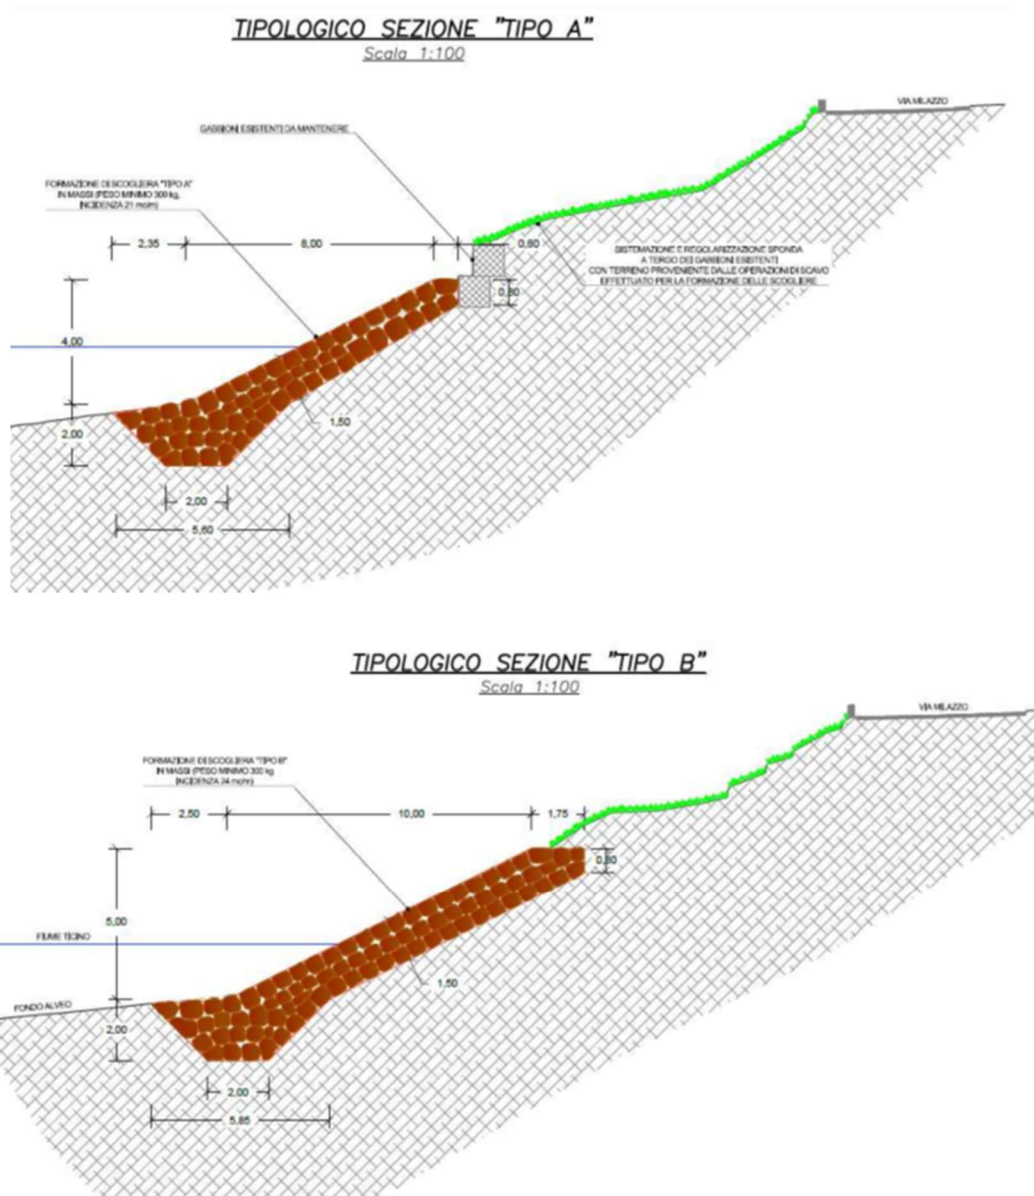 TIPOLOGICO SEZIONE "TIPO A"
Scala 1:100
VIA MILAZZO
GABBIONI ESISTENTI DA MANTENERE
FORMAZIONE DI SCOGLIERA "TIPO A"
IN MASSI (PESO MINIMO 300 kg,
INCIDENZA 21 mc/m)
2,35
8,00
0,80
SISTEMAZIONE E REGOLARIZZAZIONE SPONDA
A TERGO DEI GABBIONI ESISTENTI
CON TERRENO PROVENIENTE DALLE OPERAZIONI DI SCAVO
EFFETTUATO PER LA FORMAZIONE DELLE SCOGLIERE
0,80
4,00
1,50
2,00
2,00
5,60
TIPOLOGICO SEZIONE "TIPO B"
Scala 1:100
VIA MILAZZO
FORMAZIONE DI SCOGLIERA "TIPO B"
IN MASSI (PESO MINIMO 300 kg
INCIDENZA 24 mc/m)
2,50
10,00
1,75
0,80
5,00
FIUME TICINO
1,50
FONDO ALVEO
2,00
2,00
5,85